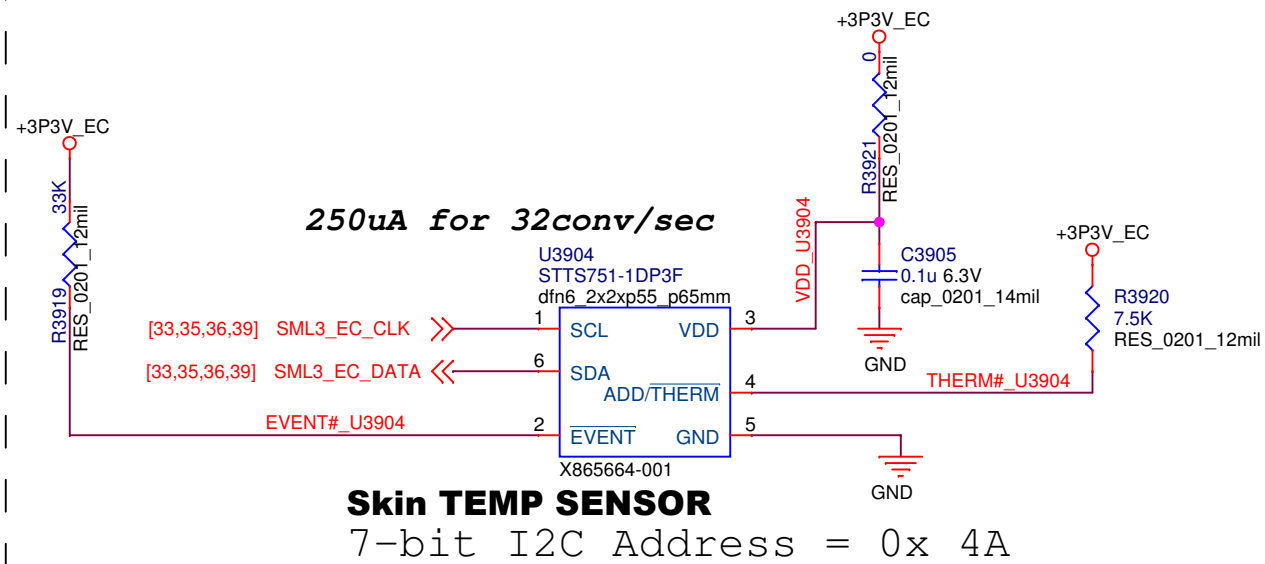 +3P3V_EC
0
R3921
RES_0201_12mil
+3P3V_EC
33K
R3919
RES_0201_12mil
250uA for 32conv/sec
U3904
STTS751-1DP3F
dfn6_2x2xp55_p65mm
VDD_U3904
C3905
0.1u 6.3V
cap_0201_14mil
GND
+3P3V_EC
R3920
7.5K
RES_0201_12mil
[33,35,36,39] SML3_EC_CLK
1 SCL VDD 3
[33,35,36,39] SML3_EC_DATA
6 SDA
ADD/THERM 4
THERM#_U3904
EVENT#_U3904
2 EVENT GND 5
GND
X865664-001
Skin TEMP SENSOR
7-bit I2C Address = 0x 4A